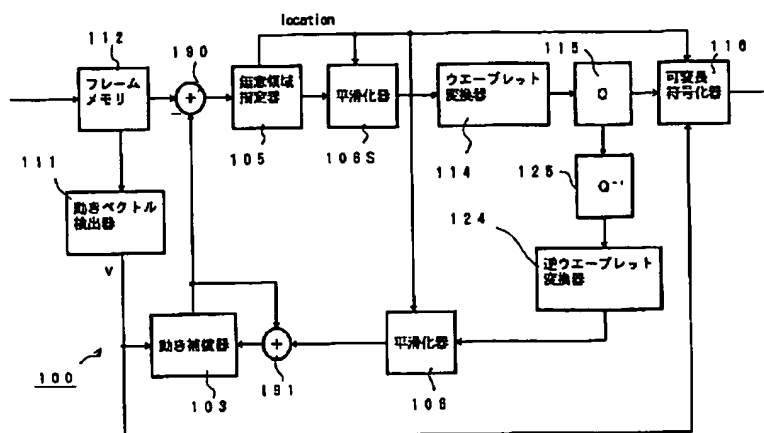 location
112
190
115
116
フレーム
メモリ
+
−
無意領域
指定器
平滑化器
ウエーブレット
変換器
Q
可変長
符号化器
105
106S
114
111
動きベクトル
検出器
125
Q⁻¹
124
逆ウエーブレット
変換器
V
動き補償器
+
平滑化器
100
103
191
106